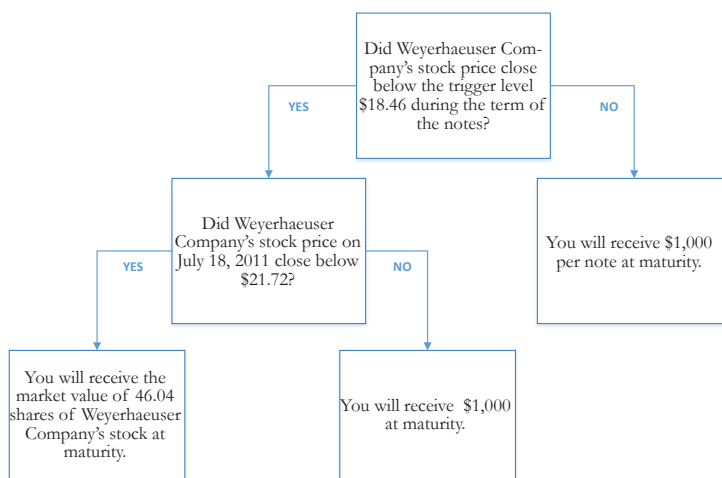 Did Weyerhaeuser Com-
pany's stock price close
below the trigger level
$18.46 during the term of
the notes?
YES
NO
Did Weyerhaeuser
Company's stock price on
July 18, 2011 close below
$21.72?
You will receive $1,000
per note at maturity.
YES
NO
You will receive the
market value of 46.04
shares of Weyerhaeuser
Company's stock at
maturity.
You will receive  $1,000
at maturity.